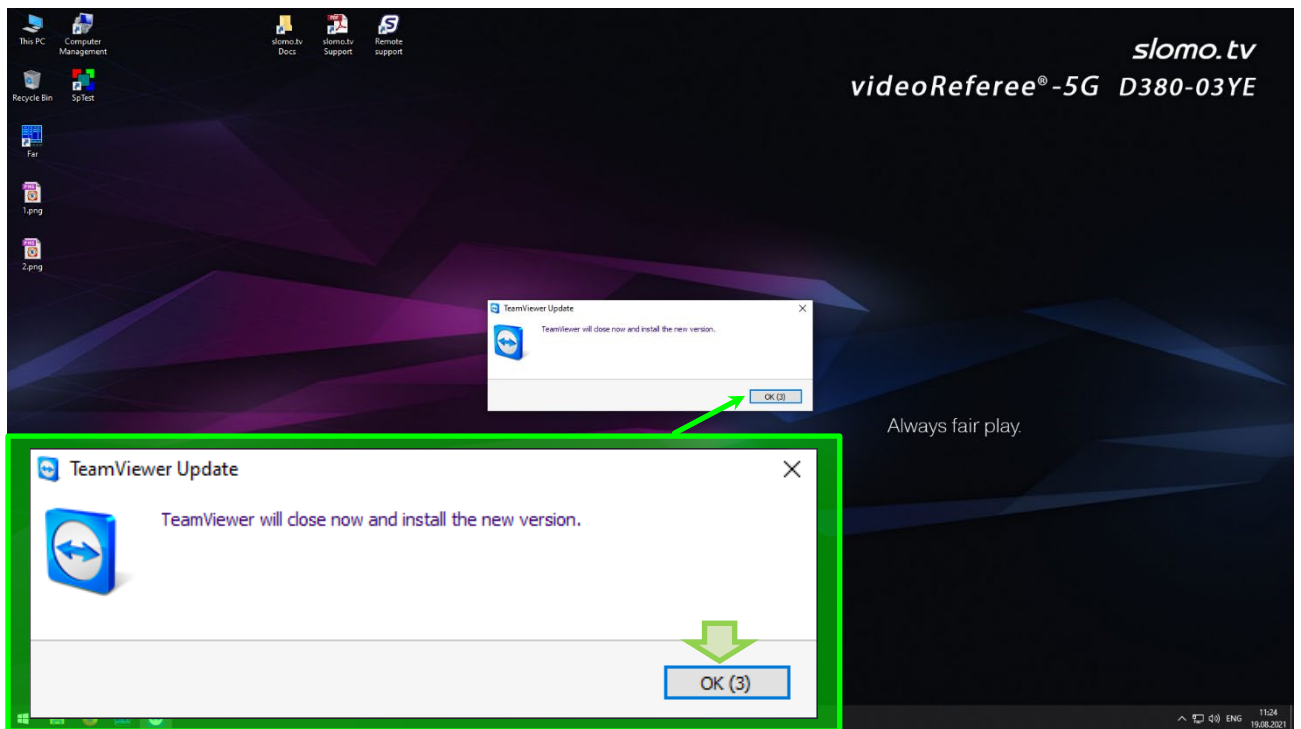 This PC
Computer Management
slomo.tv Docs
slomo.tv Support
Remote support
slomo.tv
videoReferee®-5G D380-03YE
Recycle Bin
SpTest
Far
1.png
2.png
TeamViewer Update
TeamViewer will close now and install the new version.
OK (3)
Always fair play.
TeamViewer Update
TeamViewer will close now and install the new version.
OK (3)
ENG
11:24
19.08.2021